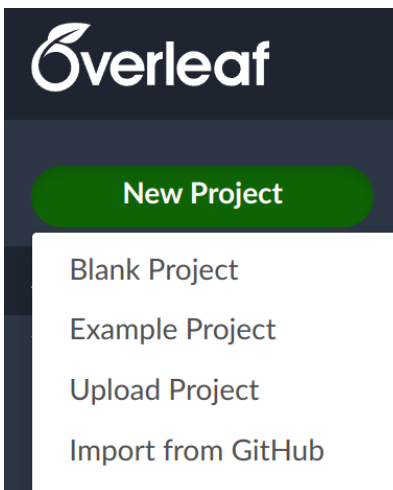 Overleaf
New Project
Blank Project
Example Project
Upload Project
Import from GitHub